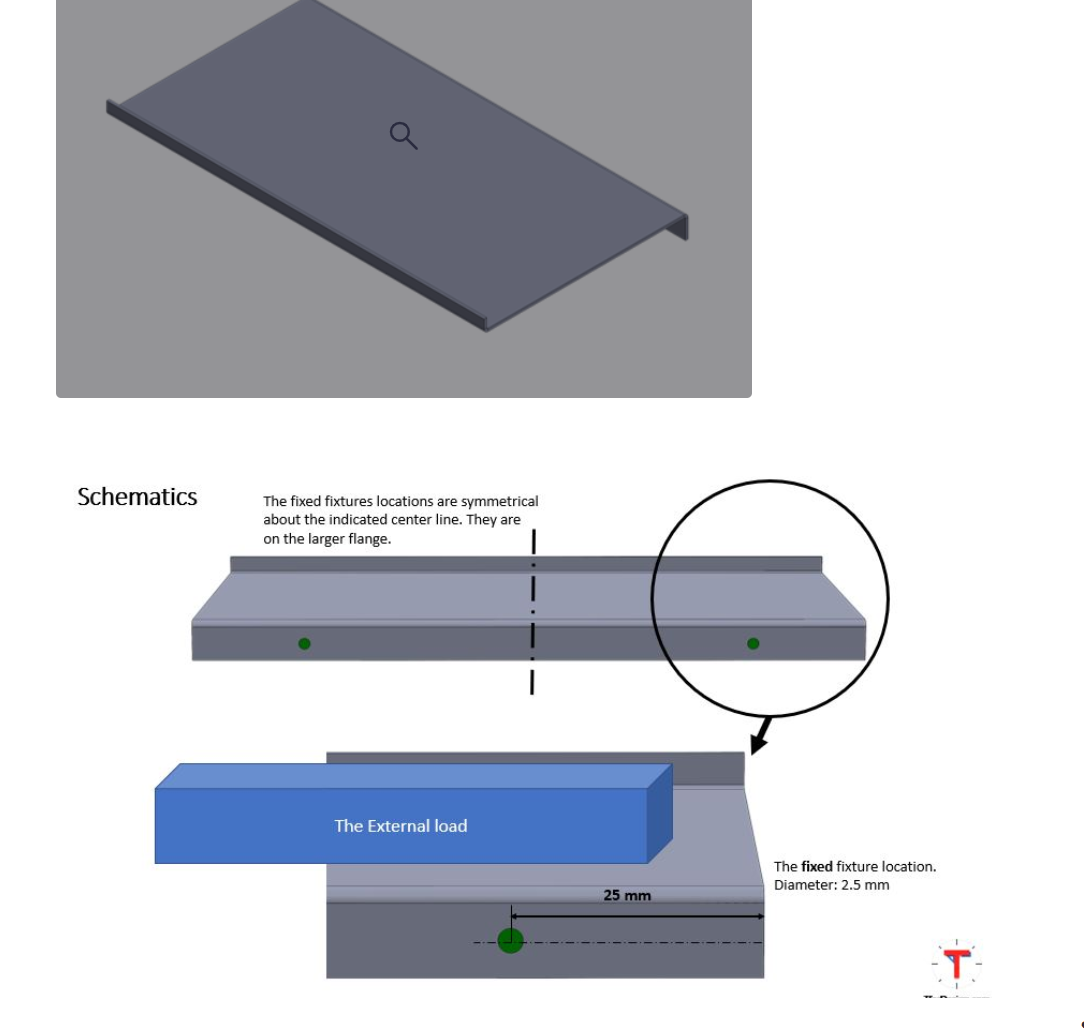 Schematics
The fixed fixtures locations are symmetrical
about the indicated center line. They are
on the larger flange.
The External load
The fixed fixture location.
Diameter: 2.5 mm
25 mm
T